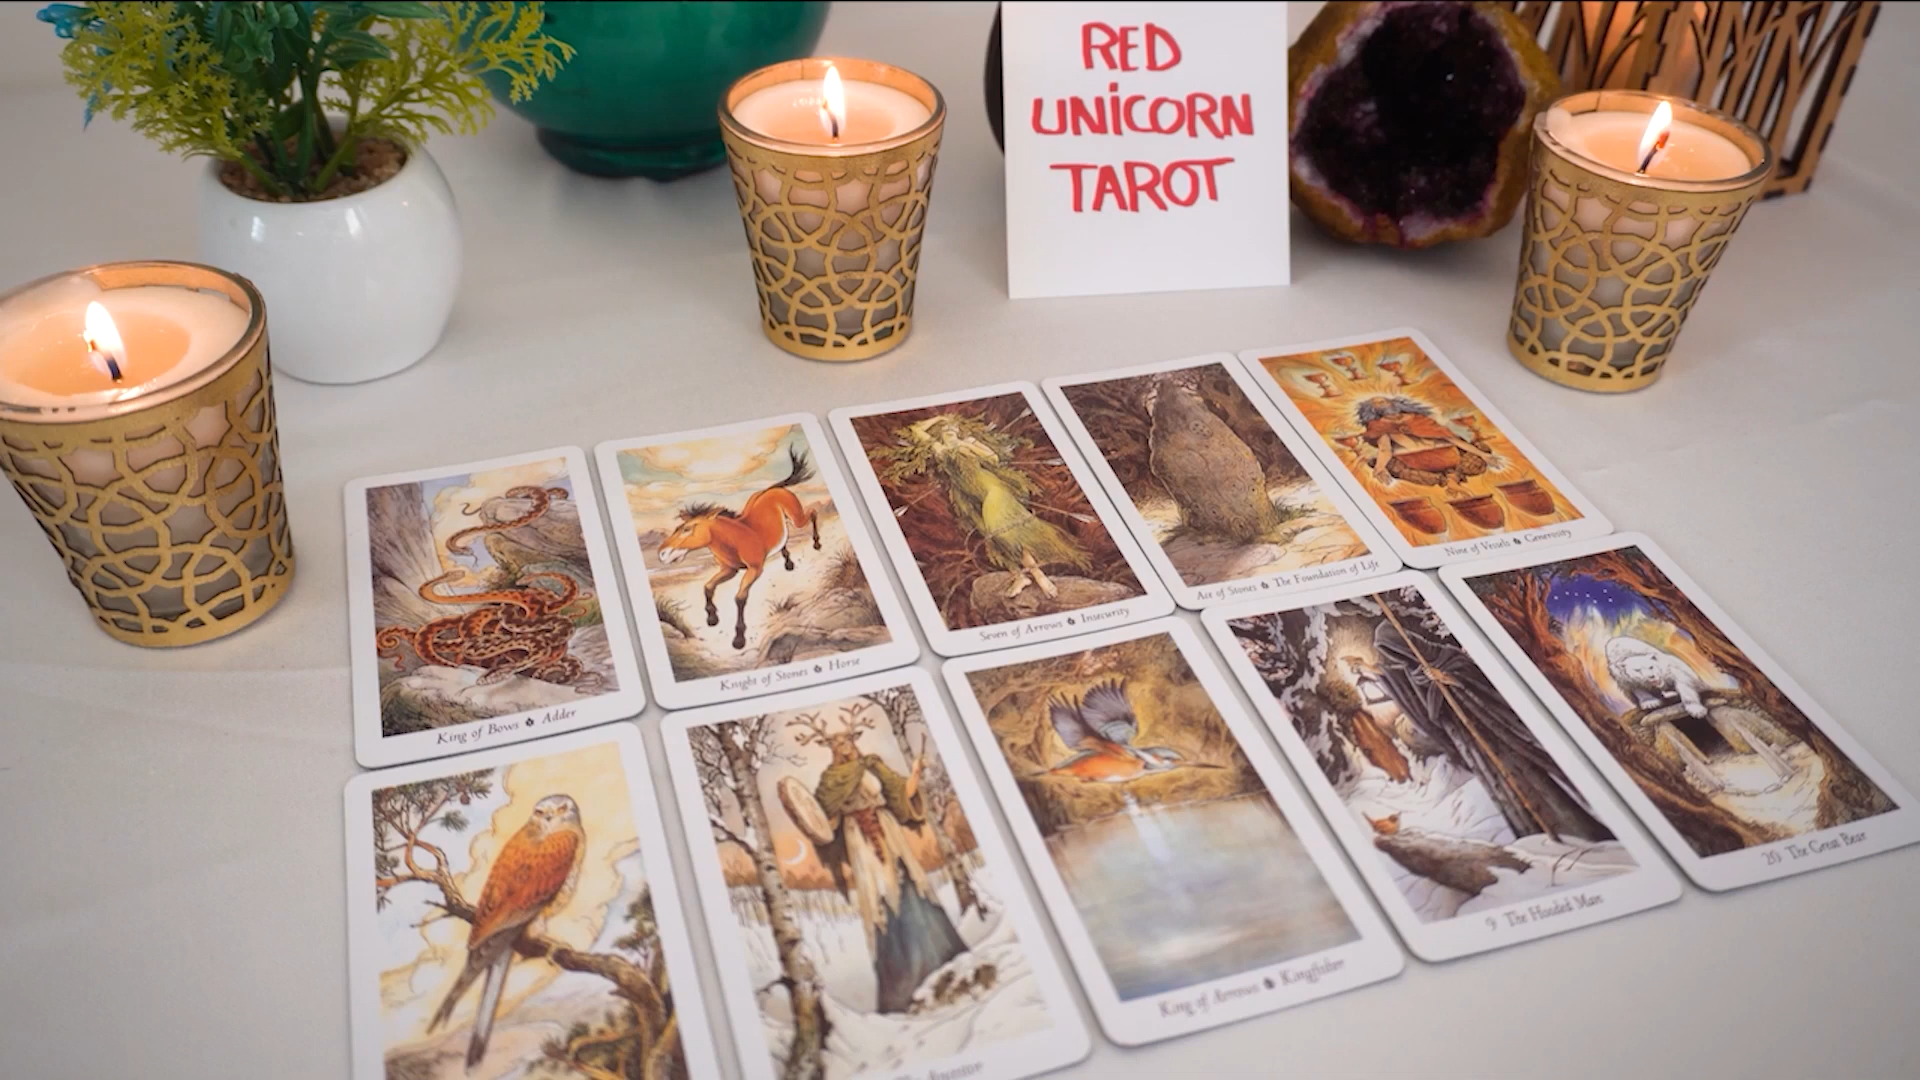 RED
UNICORN
TAROT
Nine of Vessels Generosity
Ace of Stones The Foundation of Life
Seven of Arrows Insecurity
Knight of Stones Horse
King of Bows Adder
20 The Great Bear
9 The Hooded Man
King of Arrows Kingfisher
Ancestor